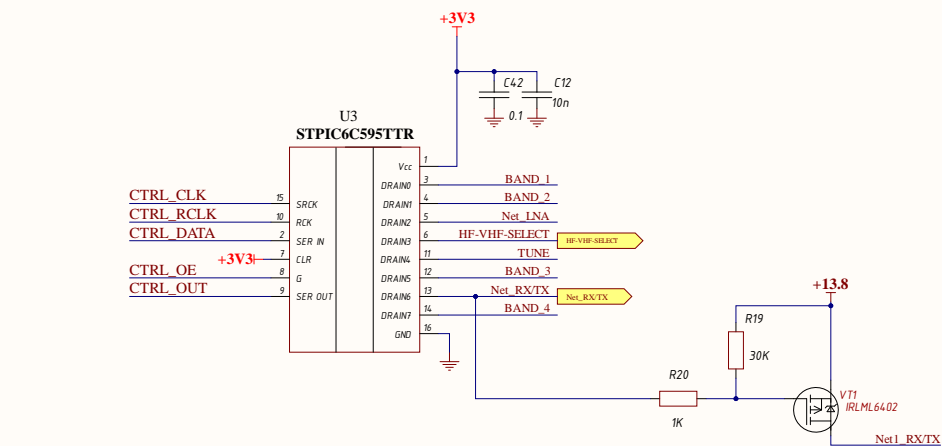 +3V3
C42
C12
10n
0.1
U3
STPIC6C595TTR
Vcc 1
DRAIN0 3 BAND_1
CTRL_CLK 15 SRCK DRAIN1 4 BAND_2
CTRL_RCLK 10 RCK DRAIN2 5 Net_LNA
CTRL_DATA 2 SER IN DRAIN3 6 HF-VHF-SELECT HF-VHF-SELECT
+3V3 7 CLR DRAIN4 11 TUNE
CTRL_OE 8 G DRAIN5 12 BAND_3
CTRL_OUT 9 SER OUT DRAIN6 13 Net_RX/TX Net_RX/TX
DRAIN7 14 BAND_4
GND 16
+13.8
R19
30K
R20
1K
VT1
IRLML6402
Net1_RX/TX